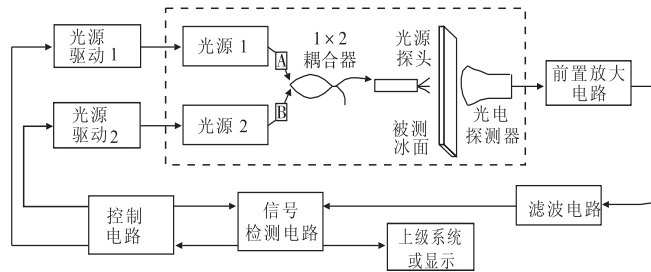 光源
驱动1
光源 1
A
1×2
耦合器
光源
探头
前置放大
电路
光源
驱动2
光源 2
B
被测
冰面
光电
探测器
控制
电路
信号
检测电路
滤波电路
上级系统
或显示